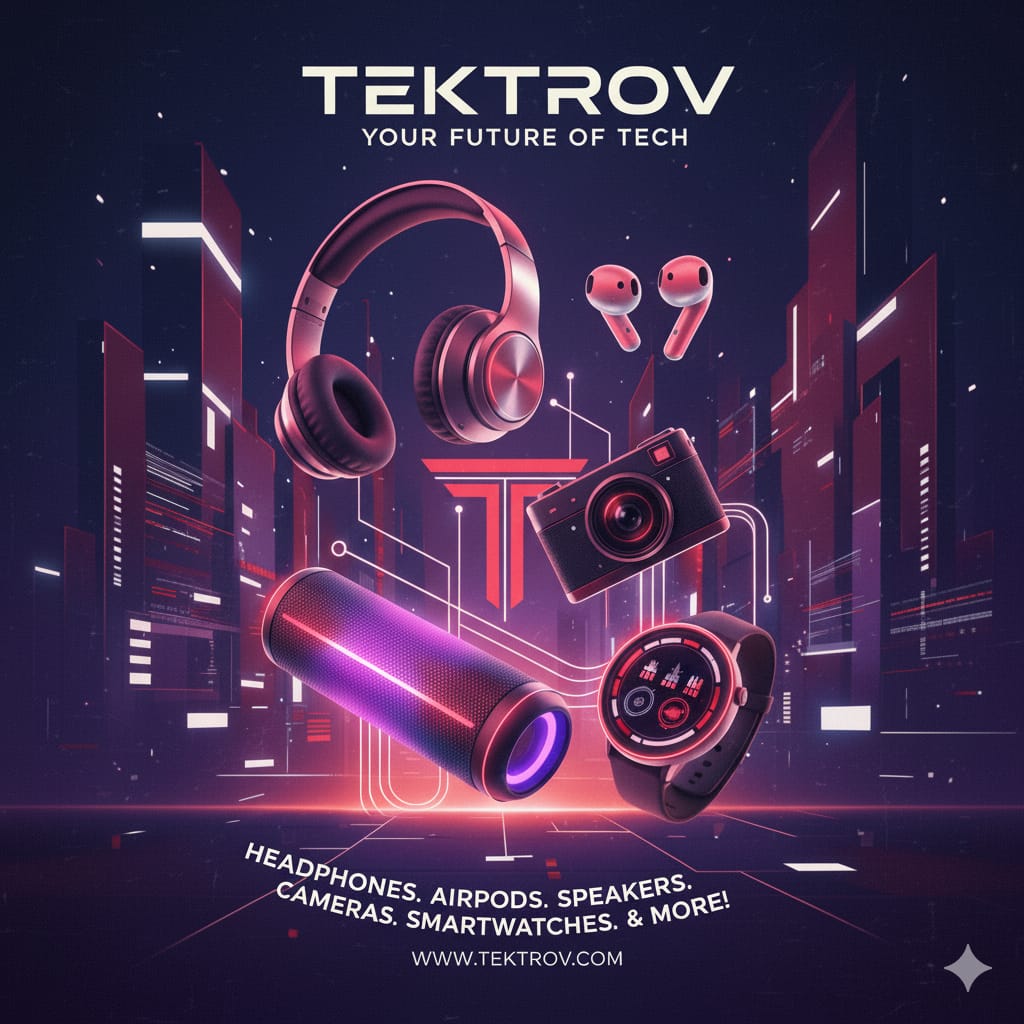 TEKTROV
YOUR FUTURE OF TECH
HEADPHONES. AIRPODS. SPEAKERS.
CAMERAS. SMARTWATCHES. & MORE!
WWW.TEKTROV.COM